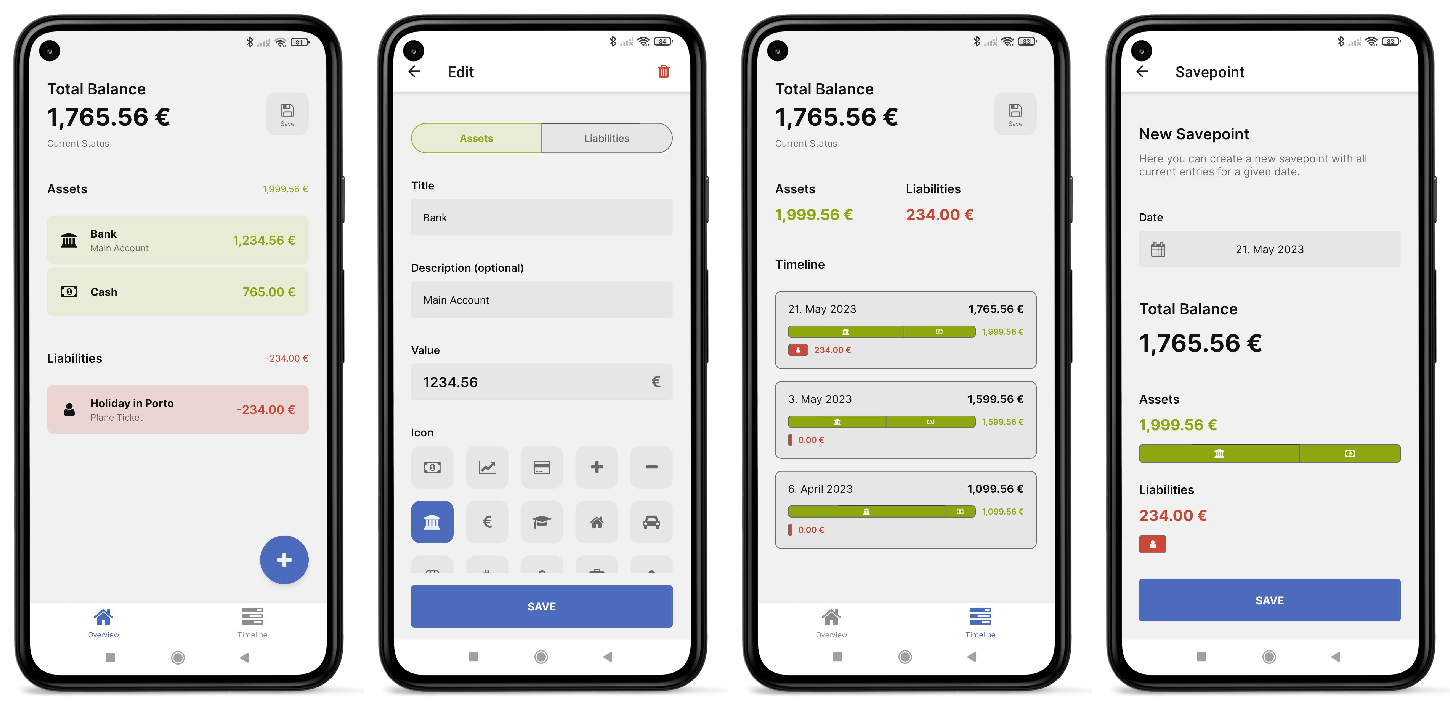 81
Total Balance
1,765.56 €
Save
Current Status
Assets 1,999.56 €
Bank
Main Account
1,234.56 €
Cash 765.00 €
Liabilities -234.00 €
Holiday in Porto
Plane Ticket
-234.00 €
Overview Timeline
84
Edit
Assets Liabilities
Title
Bank
Description (optional)
Main Account
Value
1234.56 €
Icon
€
SAVE
83
Total Balance
1,765.56 €
Save
Current Status
Assets Liabilities
1,999.56 € 234.00 €
Timeline
21. May 2023 1,765.56 €
1,999.56 €
234.00 €
3. May 2023 1,599.56 €
1,599.56 €
0.00 €
6. April 2023 1,099.56 €
1,099.56 €
0.00 €
Overview Timeline
83
Savepoint
New Savepoint
Here you can create a new savepoint with all
current entries for a given date.
Date
21. May 2023
Total Balance
1,765.56 €
Assets
1,999.56 €
Liabilities
234.00 €
SAVE